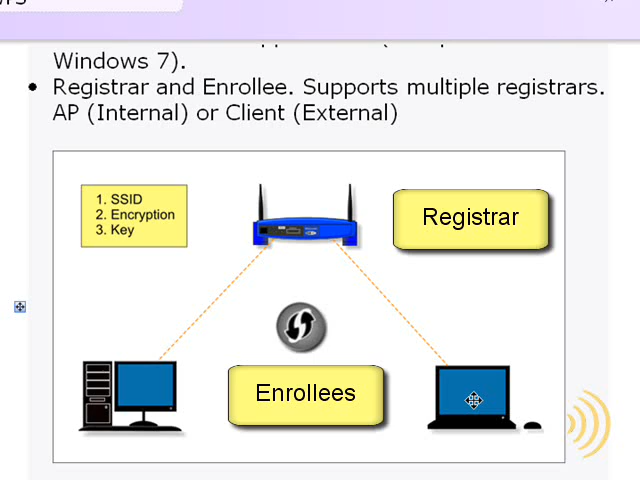 Windows 7).
Registrar and Enrollee. Supports multiple registrars.
AP (Internal) or Client (External)
1. SSID
2. Encryption
3. Key
Registrar
Enrollees